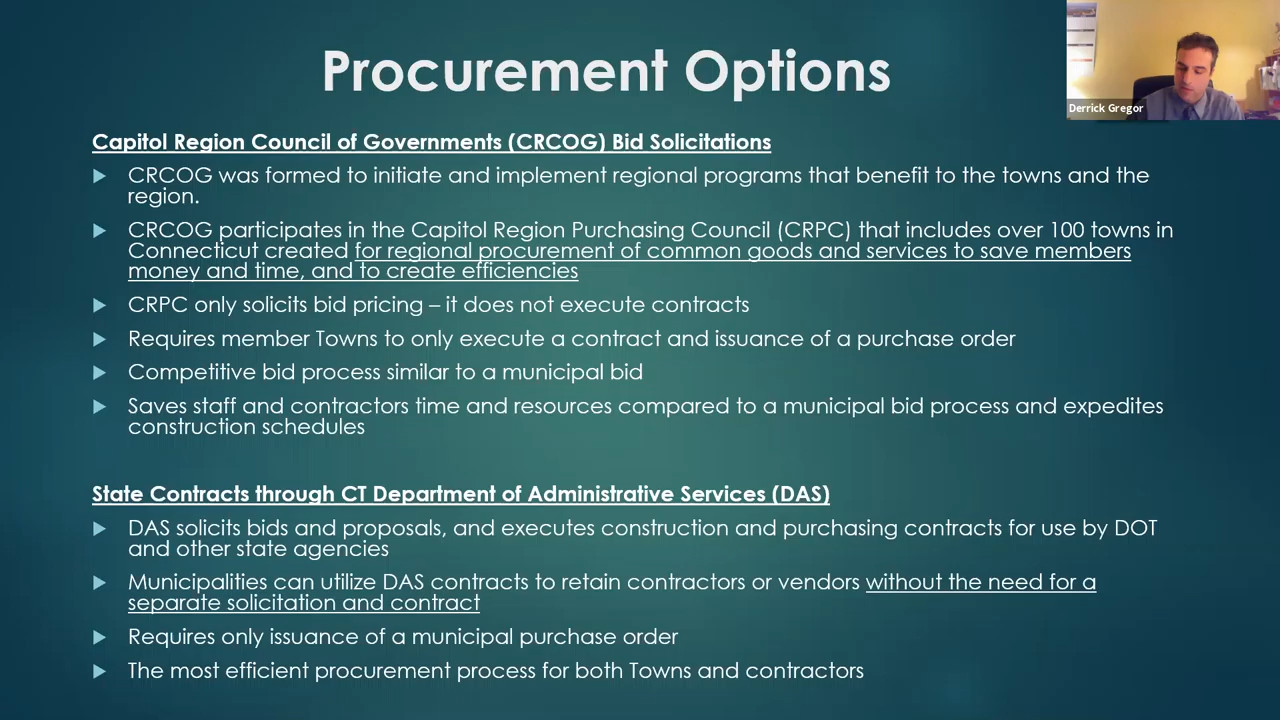 Procurement Options
Derrick Gregor
Capitol Region Council of Governments (CRCOG) Bid Solicitations
CRCOG was formed to initiate and implement regional programs that benefit to the towns and the
region.
CRCOG participates in the Capitol Region Purchasing Council (CRPC) that includes over 100 towns in
Connecticut created for regional procurement of common goods and services to save members
money and time, and to create efficiencies
CRPC only solicits bid pricing – it does not execute contracts
Requires member Towns to only execute a contract and issuance of a purchase order
Competitive bid process similar to a municipal bid
Saves staff and contractors time and resources compared to a municipal bid process and expedites
construction schedules
State Contracts through CT Department of Administrative Services (DAS)
DAS solicits bids and proposals, and executes construction and purchasing contracts for use by DOT
and other state agencies
Municipalities can utilize DAS contracts to retain contractors or vendors without the need for a
separate solicitation and contract
Requires only issuance of a municipal purchase order
The most efficient procurement process for both Towns and contractors